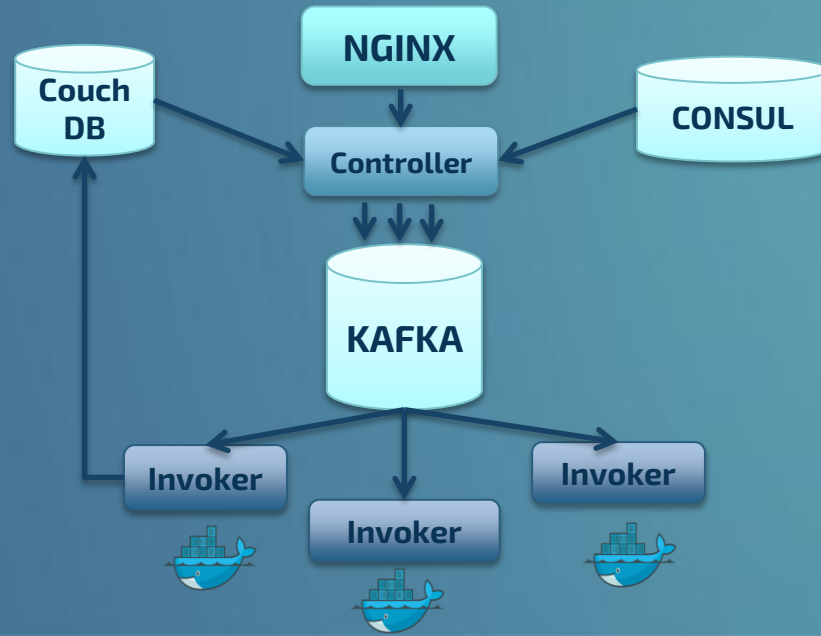 NGINX
Couch
DB
CONSUL
Controller
KAFKA
Invoker
Invoker
Invoker